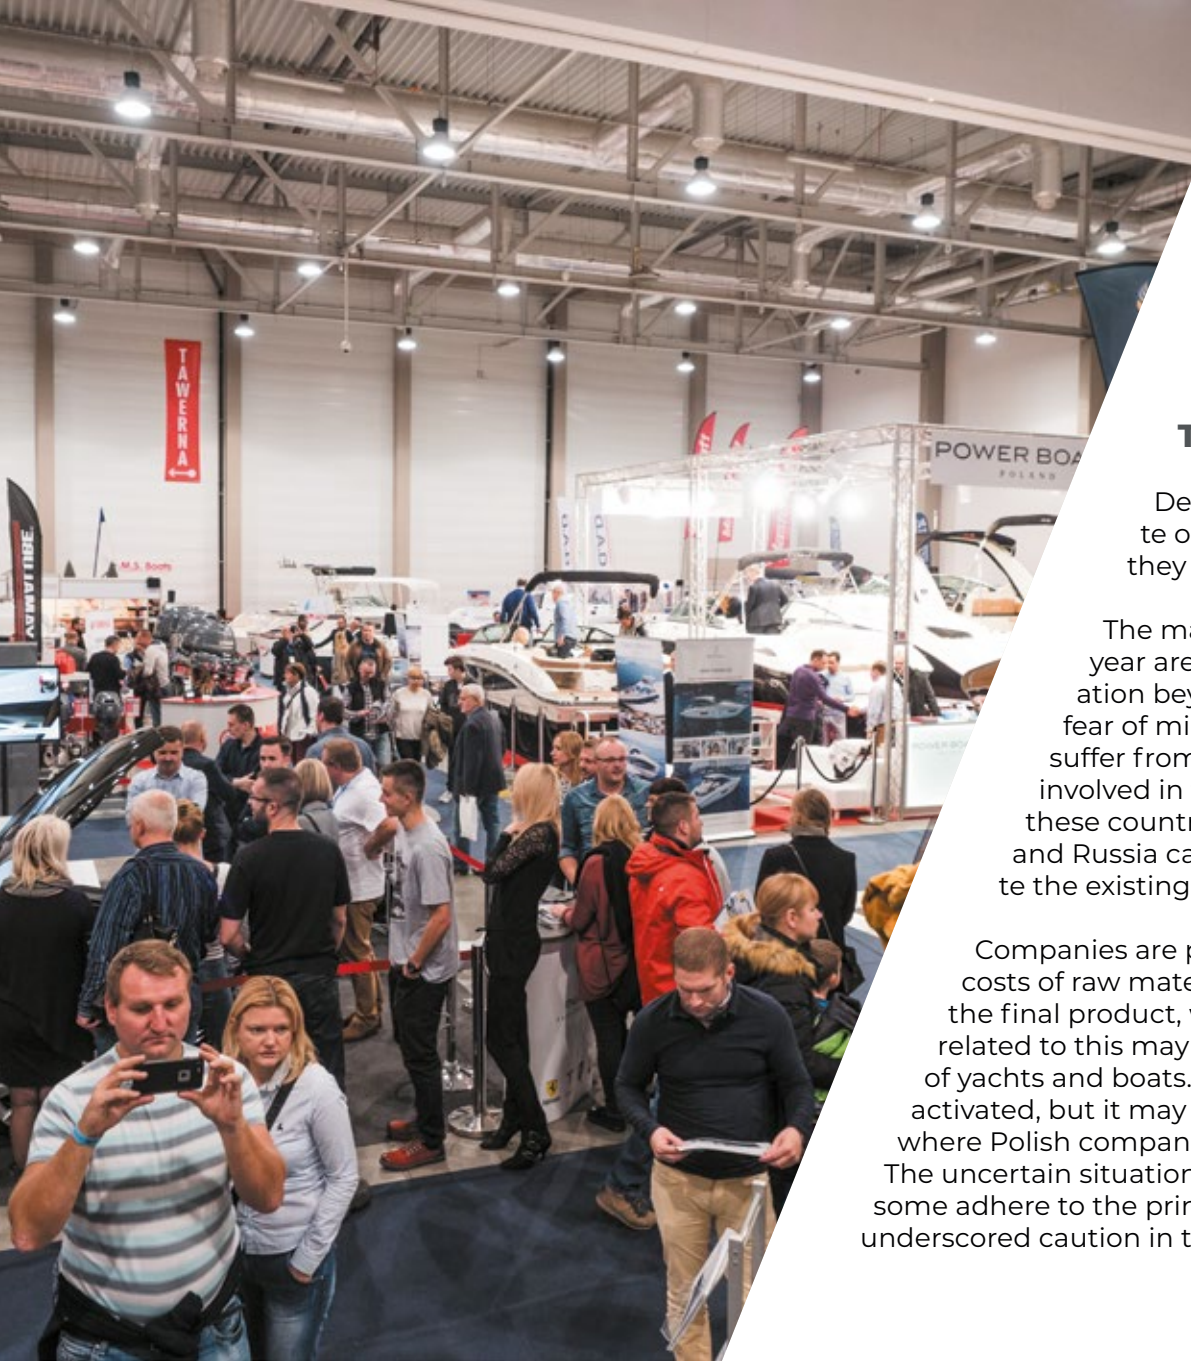 TAWERNA
POWER BOA
POLAND
M.S. Boats
T
De
te o
they
The ma
year are
ation bey
fear of mi
suffer from
involved in
these countr
and Russia ca
te the existing
Companies are p
costs of raw mate
the final product, w
related to this may
of yachts and boats.
activated, but it may
where Polish compan
The uncertain situation
some adhere to the prin
underscored caution in t